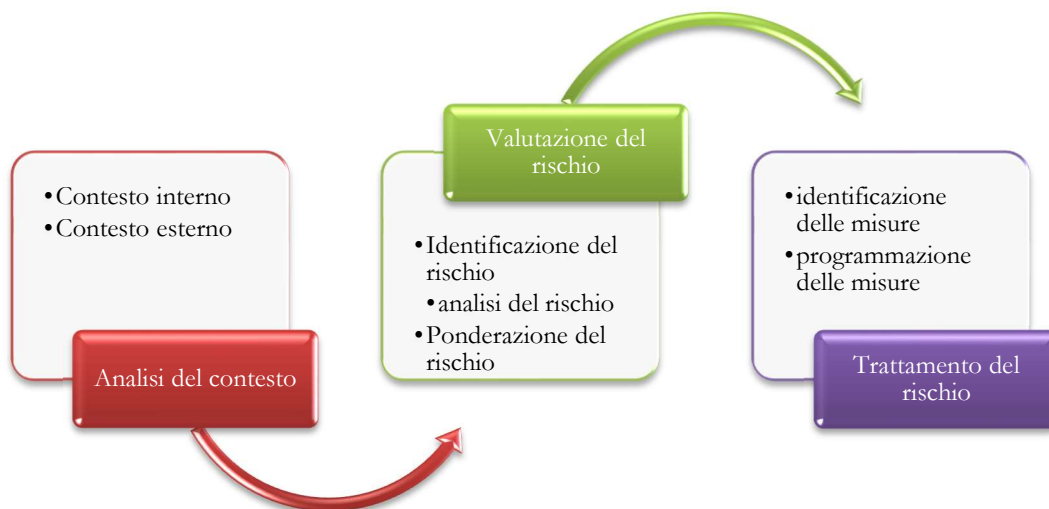 •Contesto interno
•Contesto esterno
Analisi del contesto
Valutazione del
rischio
•Identificazione del
rischio
•analisi del rischio
•Ponderazione del
rischio
•identificazione
delle misure
•programmazione
delle misure
Trattamento del
rischio